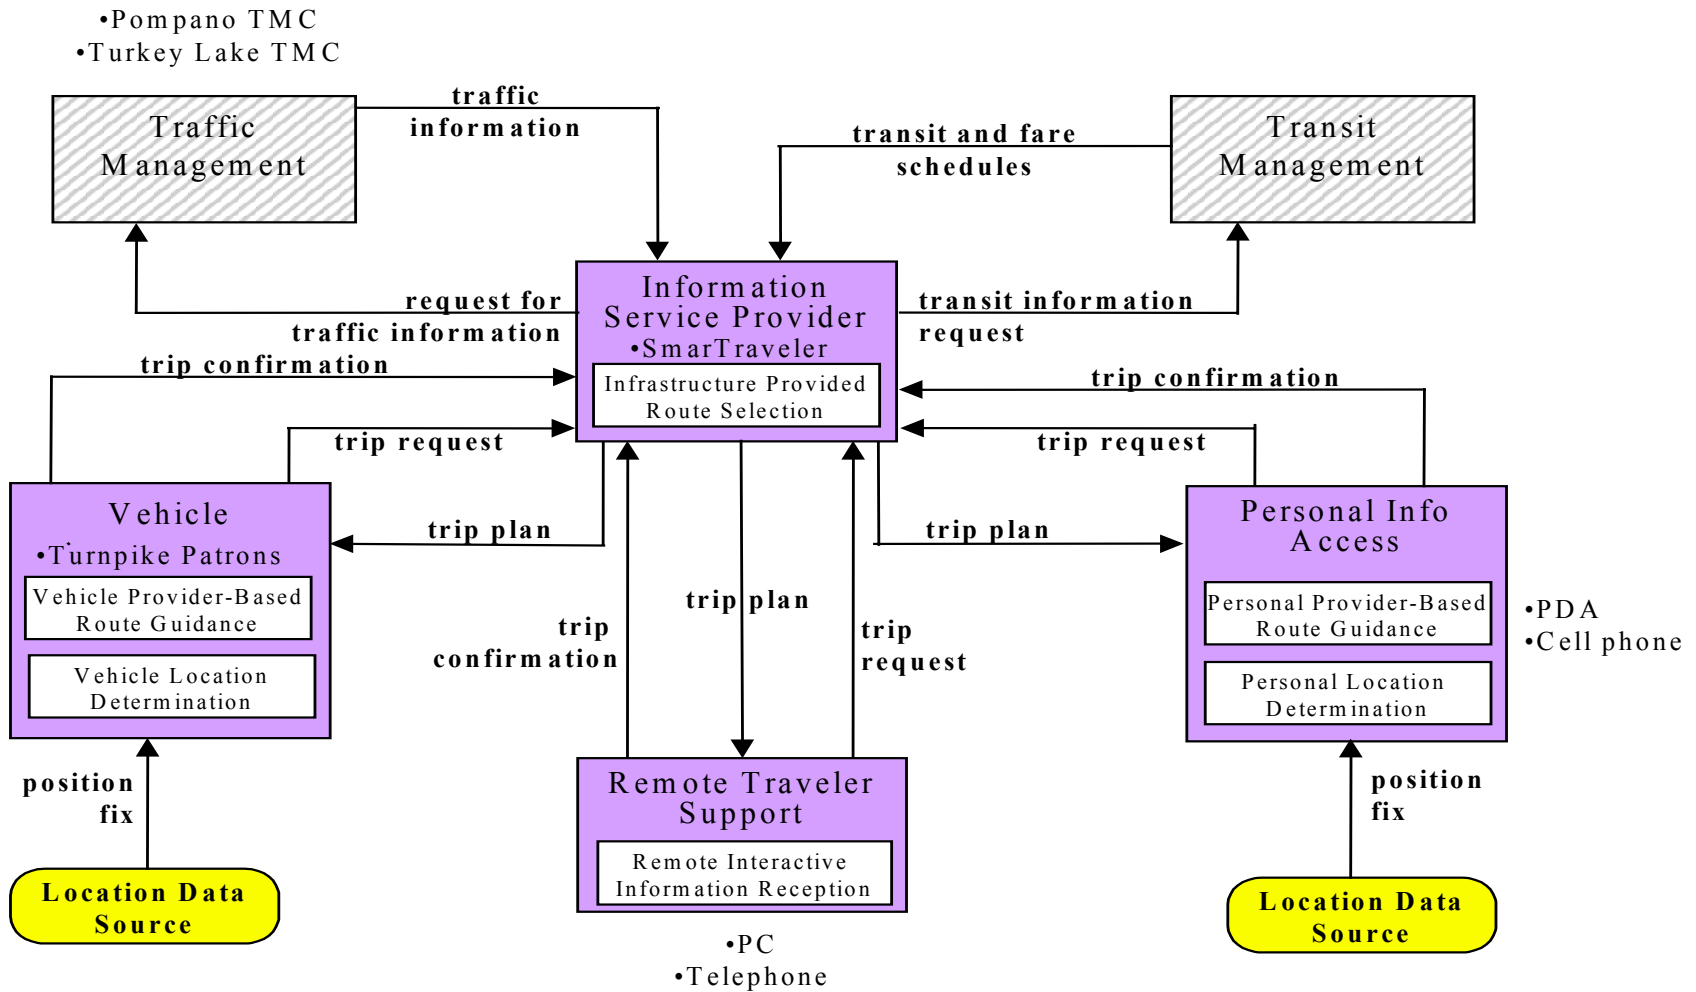 •Pompano TMC
•Turkey Lake TMC
Traffic
Management
traffic
information
transit and fare
schedules
Transit
Management
request for
traffic information
Information
Service Provider
•SmarTraveler
Infrastructure Provided
Route Selection
transit information
request
trip confirmation
trip request
trip confirmation
trip request
Vehicle
•Turnpike Patrons
Vehicle Provider-Based
Route Guidance
Vehicle Location
Determination
trip plan
trip plan
trip plan
Personal Info
Access
Personal Provider-Based
Route Guidance
Personal Location
Determination
•PDA
•Cell phone
trip
confirmation
trip
request
position
fix
Remote Traveler
Support
Remote Interactive
Information Reception
position
fix
Location Data
Source
•PC
•Telephone
Location Data
Source